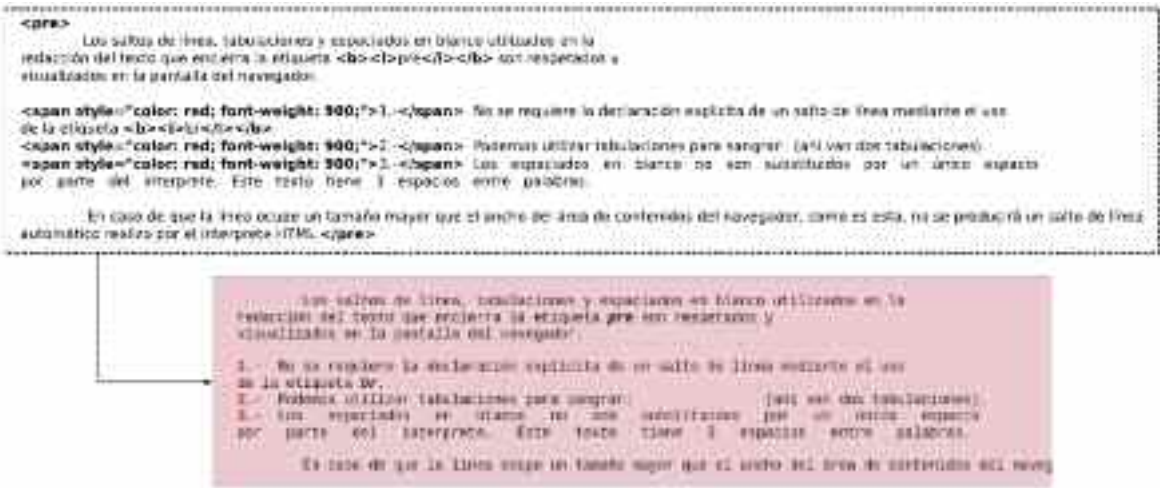 <pre>
Los saltos de línea, tabulaciones y espaciados en blanco utilizados en la
redacción del texto que encierra la etiqueta <b><i>pre</i></b> son respetados y
visualizados en la pantalla del navegador.
<span style="color: red; font-weight: 900;">1.-</span> No se requiere la declaración explícita de un salto de línea mediante el uso
de la etiqueta <b><i>br</i></b>
<span style="color: red; font-weight: 900;">2.-</span> Podemos utilizar tabulaciones para sangrar: (ahí van dos tabulaciones).
<span style="color: red; font-weight: 900;">3.-</span> Los espaciados en blanco no son substituidos por un único espacio
por parte del interprete. Este texto tiene 3 espacios entre palabras.
En caso de que la línea ocupe un tamaño mayor que el ancho del área de contenidos del navegador, como es esta, no se producirá un salto de línea
automático realizo por el interprete HTML. </pre>
Los saltos de línea, tabulaciones y espaciados en blanco utilizados en la
redacción del texto que encierra la etiqueta pre son respetados y
visualizados en la pantalla del navegador.
1.- No se requiere la declaración explícita de un salto de línea mediante el uso
de la etiqueta br.
2.- Podemos utilizar tabulaciones para sangrar: (ahí van dos tabulaciones).
3.- Los espaciados en blanco no son substituidos por un único espacio
por parte del interprete. Este texto tiene 3 espacios entre palabras.
En caso de que la línea ocupe un tamaño mayor que el ancho del área de contenidos del naveg